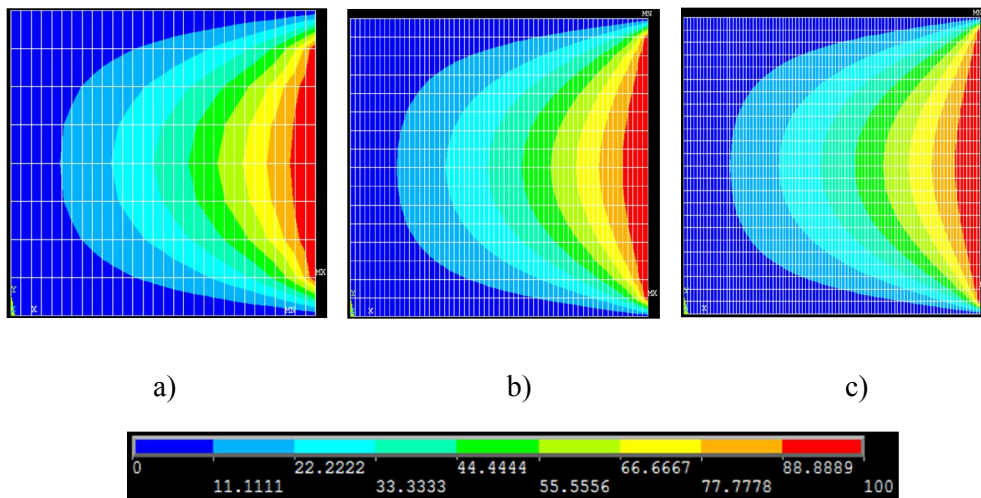 MN
MN
MX
MX
Y
Y
Y
X
MN
X
X
a)
b)
c)
0
22.2222
44.4444
66.6667
88.8889
11.1111
33.3333
55.5556
77.7778
100